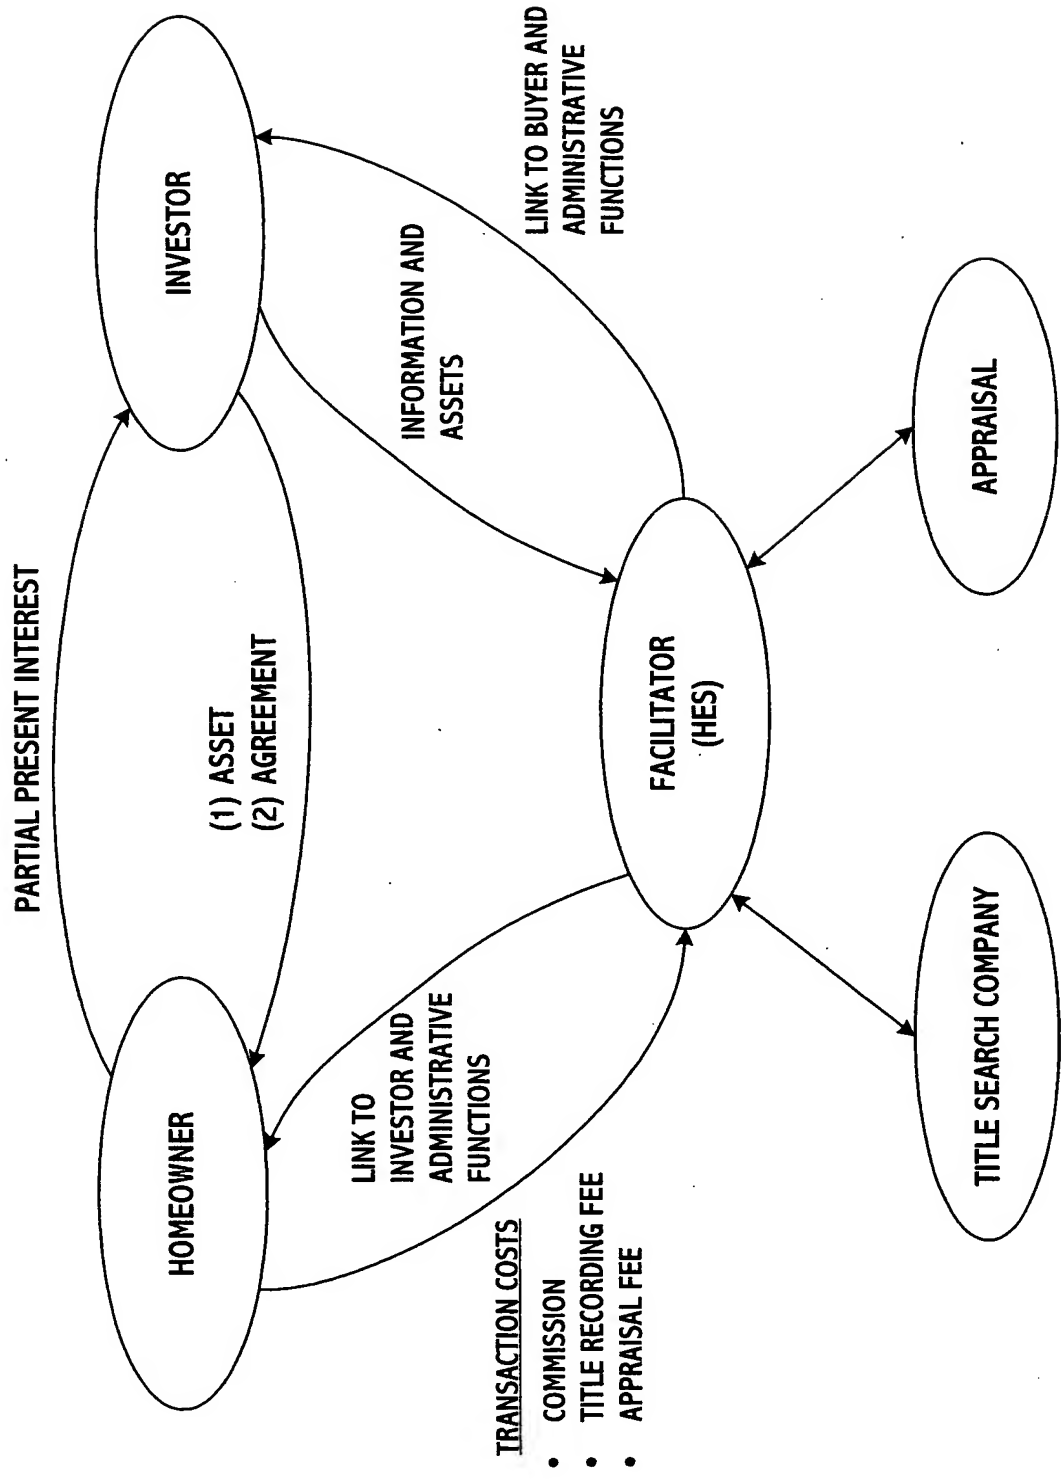 PARTIAL PRESENT INTEREST
HOMEOWNER
(1) ASSET
(2) AGREEMENT
INVESTOR
LINK TO
INVESTOR AND
ADMINISTRATIVE
FUNCTIONS
INFORMATION AND
ASSETS
TRANSACTION COSTS
• COMMISSION
• TITLE RECORDING FEE
• APPRAISAL FEE
LINK TO BUYER AND
ADMINISTRATIVE
FUNCTIONS
FACILITATOR
(HES)
TITLE SEARCH COMPANY
APPRAISAL